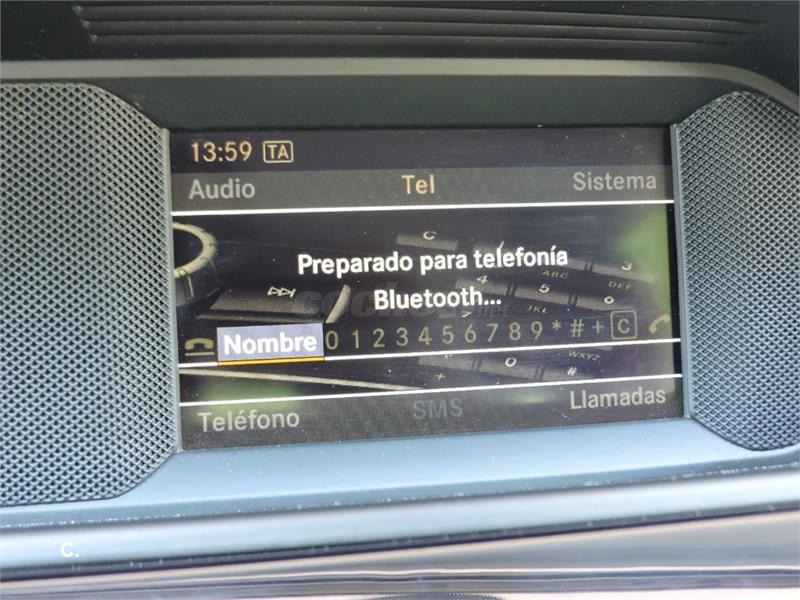 13:59 TA
Audio Tel Sistema
Preparado para telefonía
Bluetooth...
Nombre 0 1 2 3 4 5 6 7 8 9 * # + C
Teléfono SMS Llamadas
C.